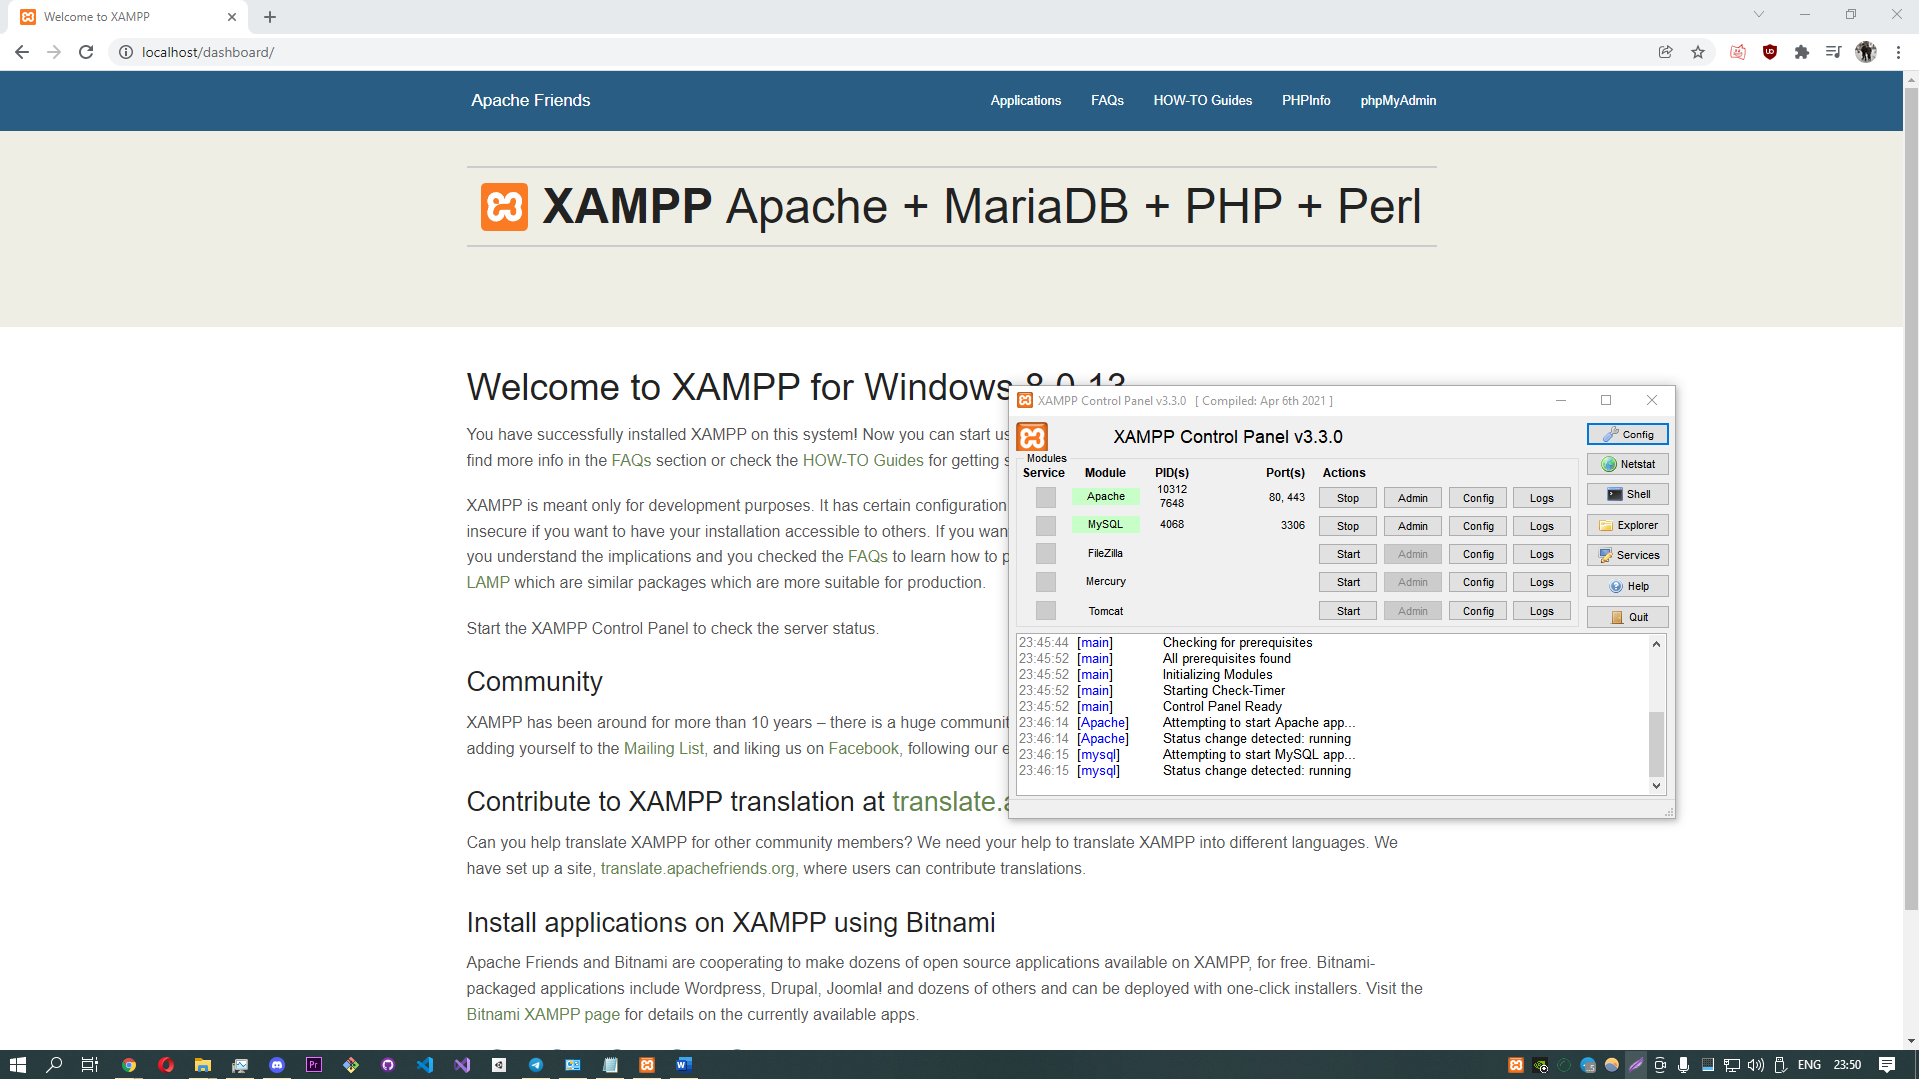 Welcome to XAMPP
localhost/dashboard/
Apache Friends
Applications FAQs HOW-TO Guides PHPInfo phpMyAdmin
XAMPP Apache + MariaDB + PHP + Perl
Welcome to XAMPP for Windows 8.0.13
You have successfully installed XAMPP on this system! Now you can start
find more info in the FAQs section or check the HOW-TO Guides for getting
XAMPP is meant only for development purposes. It has certain configuration
insecure if you want to have your installation accessible to others. If you
you understand the implications and you checked the FAQs to learn how to
LAMP which are similar packages which are more suitable for production.
Start the XAMPP Control Panel to check the server status.
Community
XAMPP has been around for more than 10 years – there is a huge
adding yourself to the Mailing List, and liking us on Facebook, following our
Contribute to XAMPP translation at translate.
Can you help translate XAMPP for other community members? We need your help to translate XAMPP into different languages. We
have set up a site, translate.apachefriends.org, where users can contribute translations.
Install applications on XAMPP using Bitnami
Apache Friends and Bitnami are cooperating to make dozens of open source applications available on XAMPP, for free. Bitnami-
packaged applications include Wordpress, Drupal, Joomla! and dozens of others and can be deployed with one-click installers. Visit the
Bitnami XAMPP page for details on the currently available apps.
XAMPP Control Panel v3.3.0 [ Compiled: Apr 6th 2021 ]
XAMPP Control Panel v3.3.0
Modules
Service Module PID(s) Port(s) Actions
Apache 10312 7648 80, 443 Stop Admin Config Logs
MySQL 4068 3306 Stop Admin Config Logs
FileZilla Start Admin Config Logs
Mercury Start Admin Config Logs
Tomcat Start Admin Config Logs
Config
Netstat
Shell
Explorer
Services
Help
Quit
23:45:44 [main] Checking for prerequisites
23:45:52 [main] All prerequisites found
23:45:52 [main] Initializing Modules
23:45:52 [main] Starting Check-Timer
23:45:52 [main] Control Panel Ready
23:46:14 [Apache] Attempting to start Apache app...
23:46:14 [Apache] Status change detected: running
23:46:15 [mysql] Attempting to start MySQL app...
23:46:15 [mysql] Status change detected: running
Pr
ENG 23:50